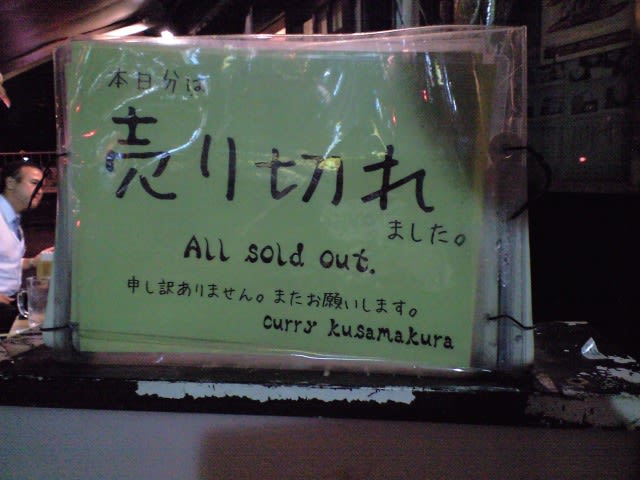 本日分は
売り切れ
ました。
All sold out.
申し訳ありません。またお願いします。
curry kusamakura